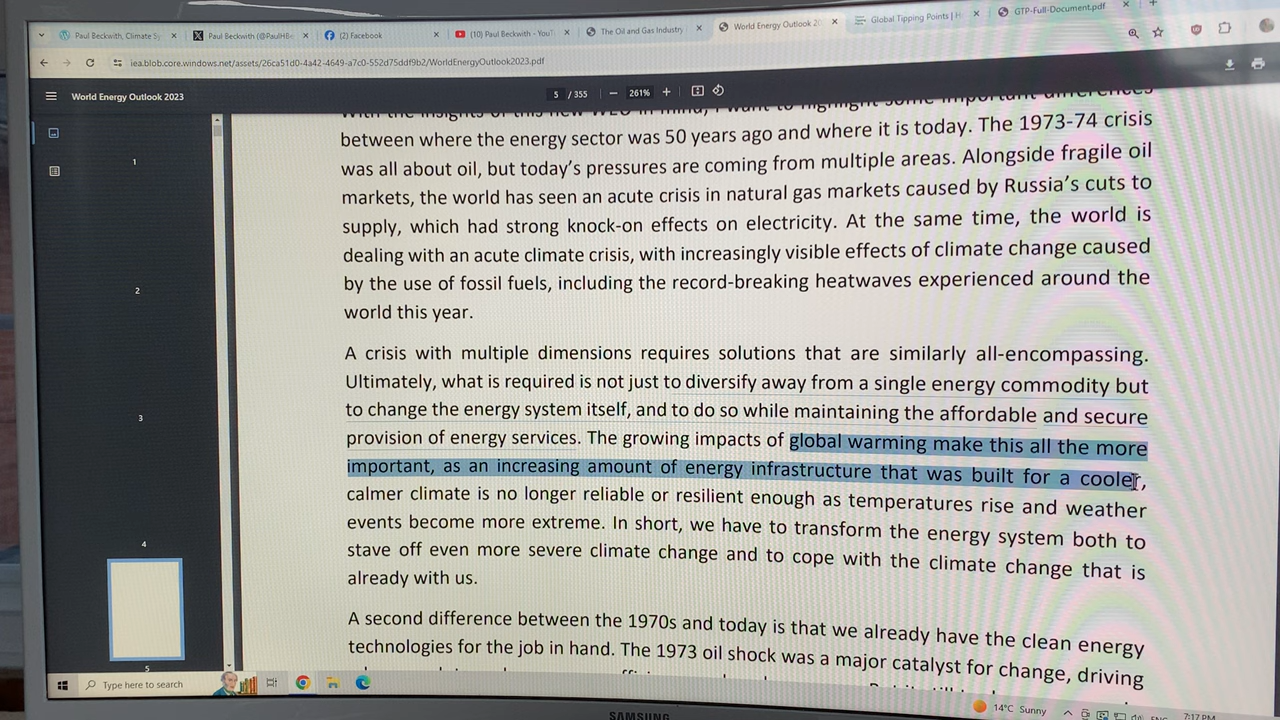 Paul Beckwith, Climate Sy
Paul Beckwith (@PaulHBe
(2) Facebook
(10) Paul Beckwith - YouT
The Oil and Gas Industry
World Energy Outlook 20
Global Tipping Points | H
GTP-Full-Document.pdf
iea.blob.core.windows.net/assets/26ca51d0-4a42-4649-a7c0-552d75ddf9b2/WorldEnergyOutlook2023.pdf
World Energy Outlook 2023
5 / 355
261%
1
2
3
4
5
between where the energy sector was 50 years ago and where it is today. The 1973-74 crisis
was all about oil, but today's pressures are coming from multiple areas. Alongside fragile oil
markets, the world has seen an acute crisis in natural gas markets caused by Russia's cuts to
supply, which had strong knock-on effects on electricity. At the same time, the world is
dealing with an acute climate crisis, with increasingly visible effects of climate change caused
by the use of fossil fuels, including the record-breaking heatwaves experienced around the
world this year.
A crisis with multiple dimensions requires solutions that are similarly all-encompassing.
Ultimately, what is required is not just to diversify away from a single energy commodity but
to change the energy system itself, and to do so while maintaining the affordable and secure
provision of energy services. The growing impacts of global warming make this all the more
important, as an increasing amount of energy infrastructure that was built for a cooler,
calmer climate is no longer reliable or resilient enough as temperatures rise and weather
events become more extreme. In short, we have to transform the energy system both to
stave off even more severe climate change and to cope with the climate change that is
already with us.
A second difference between the 1970s and today is that we already have the clean energy
technologies for the job in hand. The 1973 oil shock was a major catalyst for change, driving
Type here to search
14°C Sunny
ENG
7:17 PM
SAMSUNG